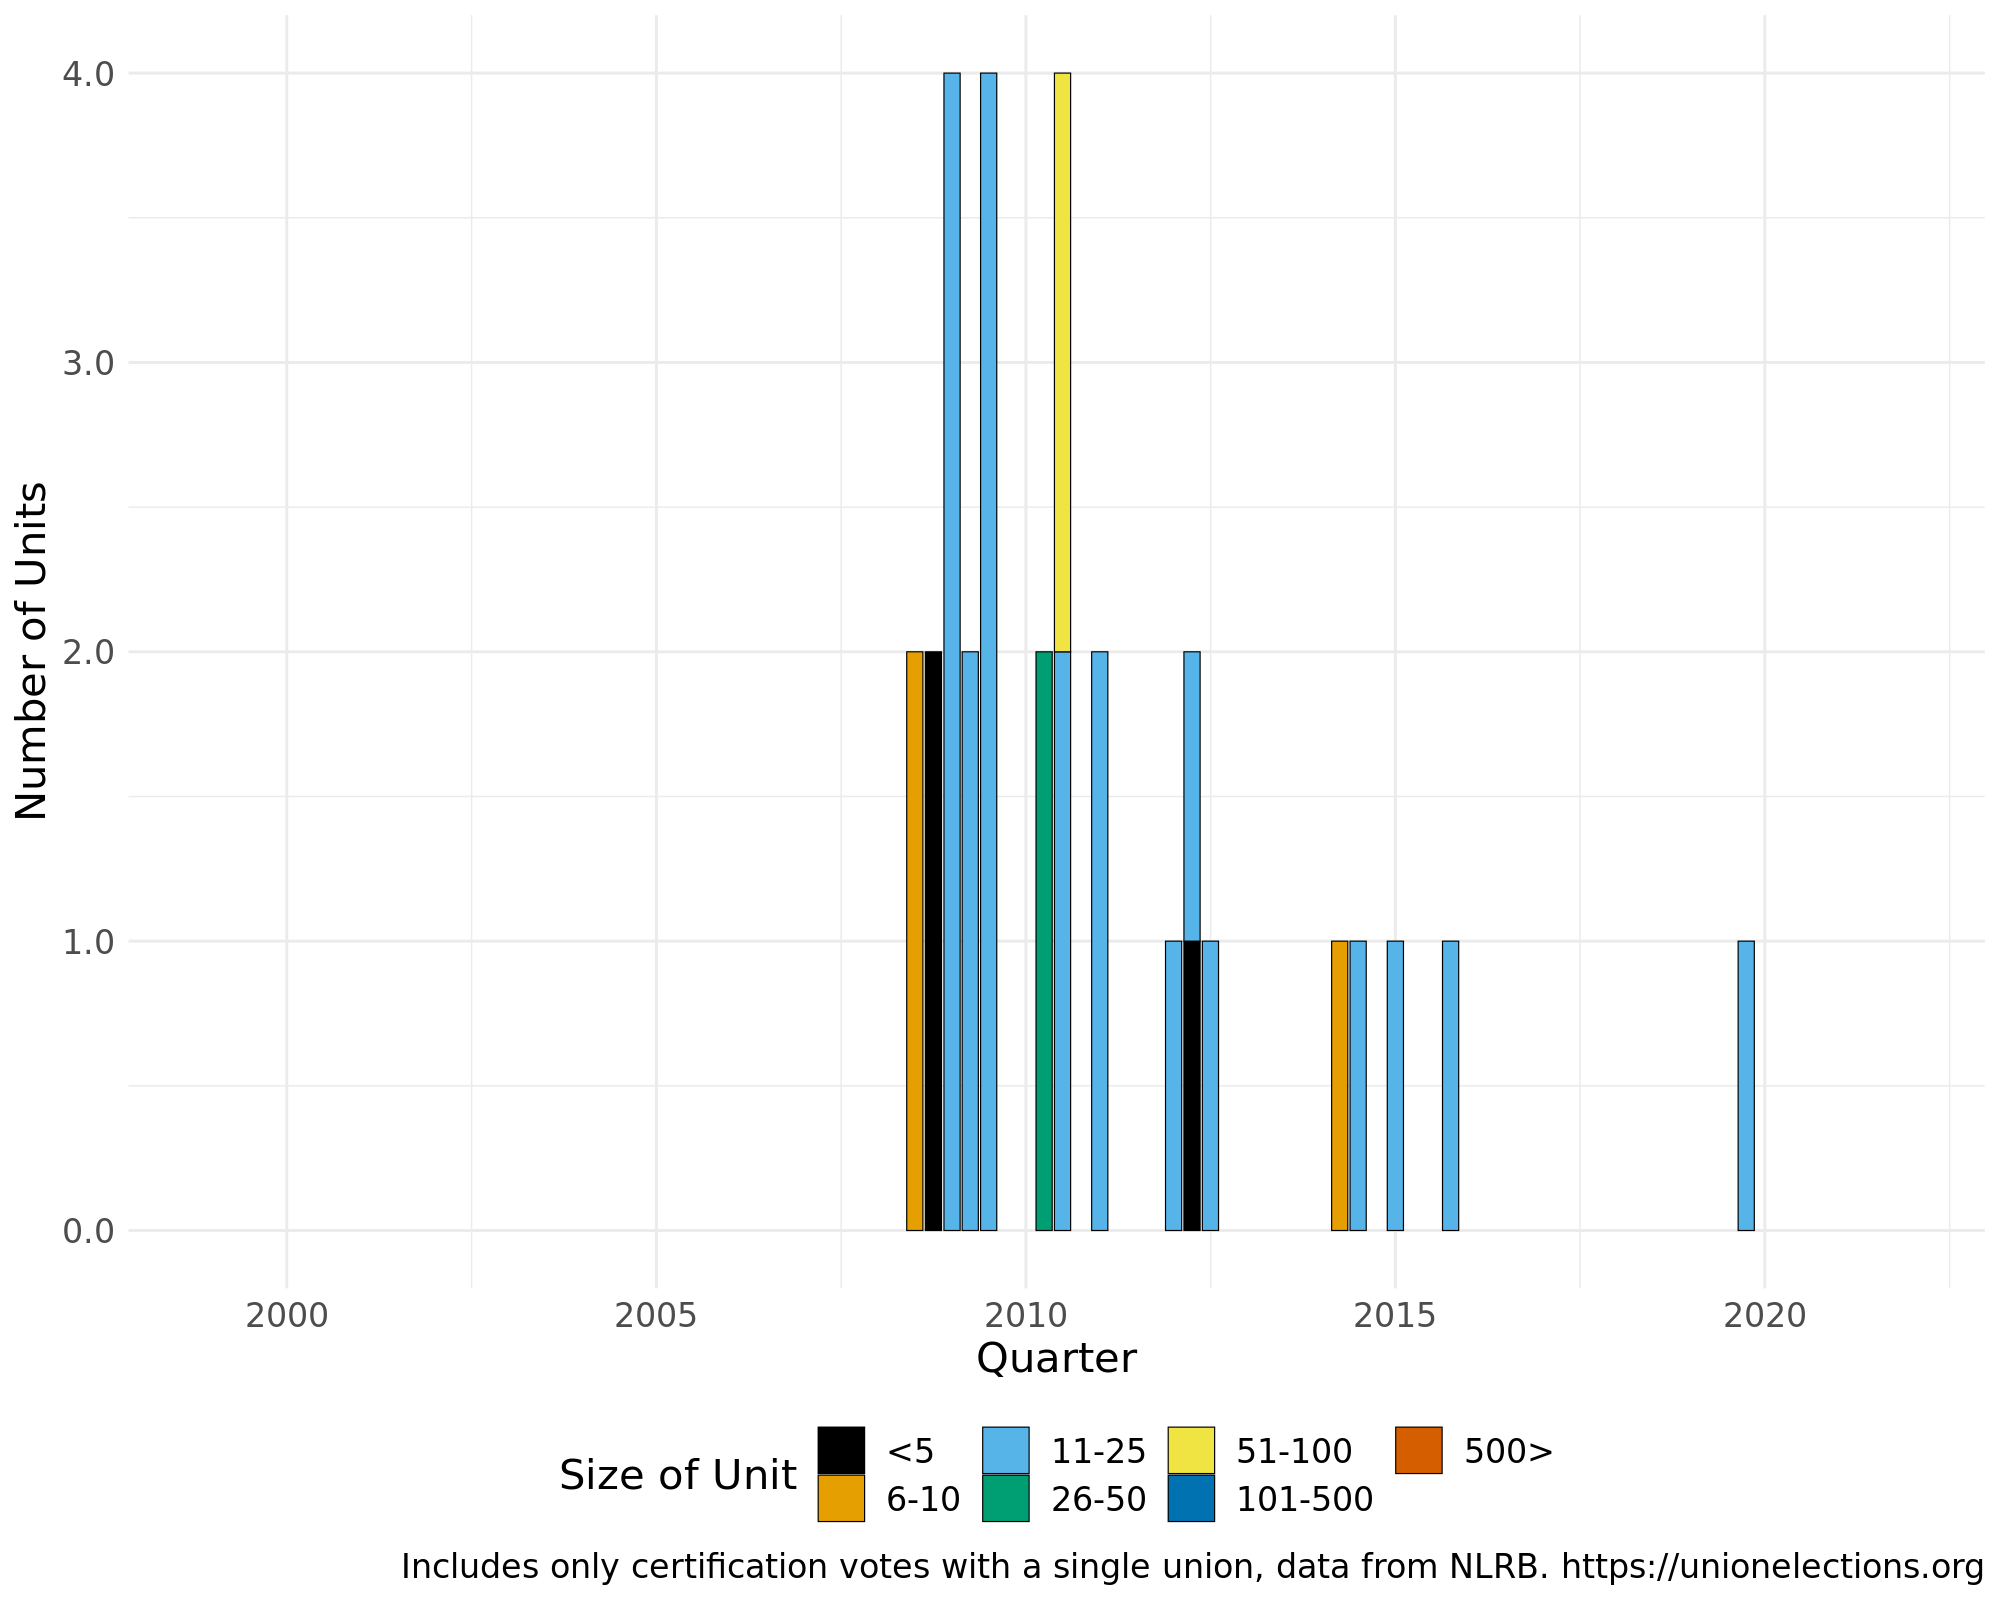 4.0
3.0
2.0
1.0
0.0
Number of Units
2000 2005 2010 2015 2020
Quarter
Size of Unit
<5 11-25 51-100 500>
6-10 26-50 101-500
Includes only certification votes with a single union, data from NLRB. https://unionelections.org